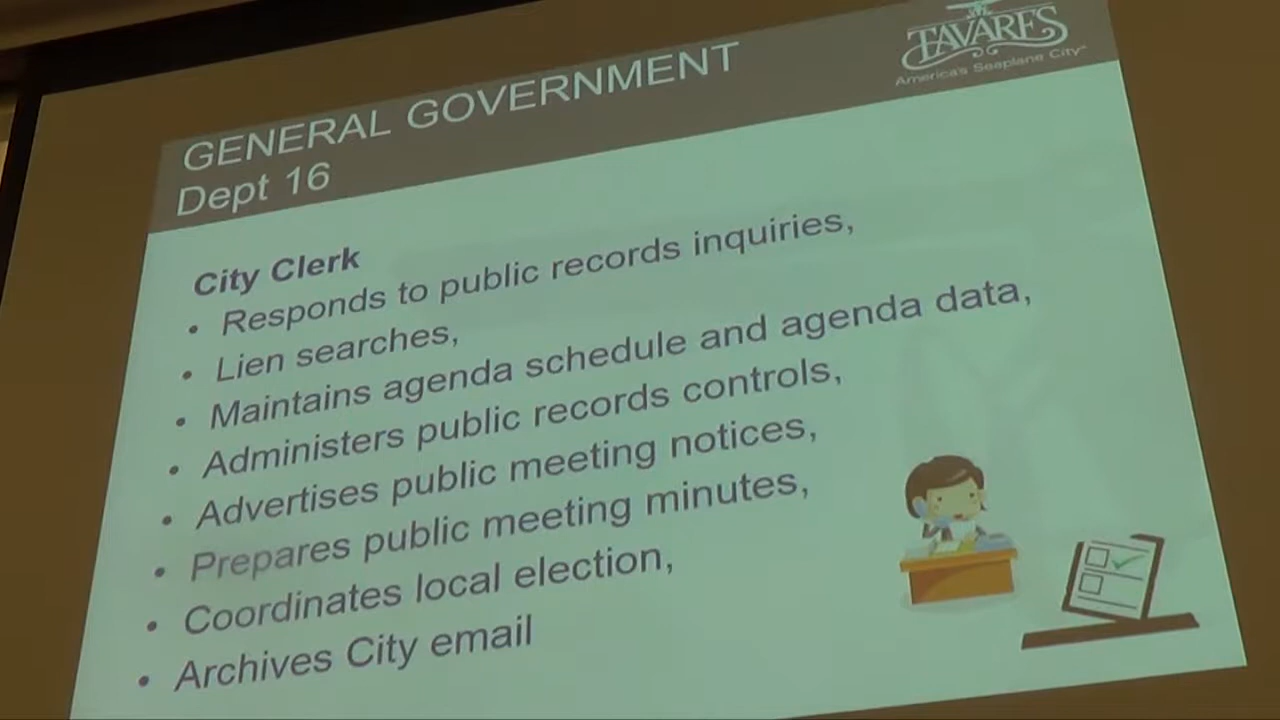 TAVARES
America's Seaplane City
GENERAL GOVERNMENT
Dept 16
City Clerk
• Responds to public records inquiries,
• Lien searches,
• Maintains agenda schedule and agenda data,
• Administers public records controls,
• Advertises public meeting notices,
• Prepares public meeting minutes,
• Coordinates local election,
• Archives City email